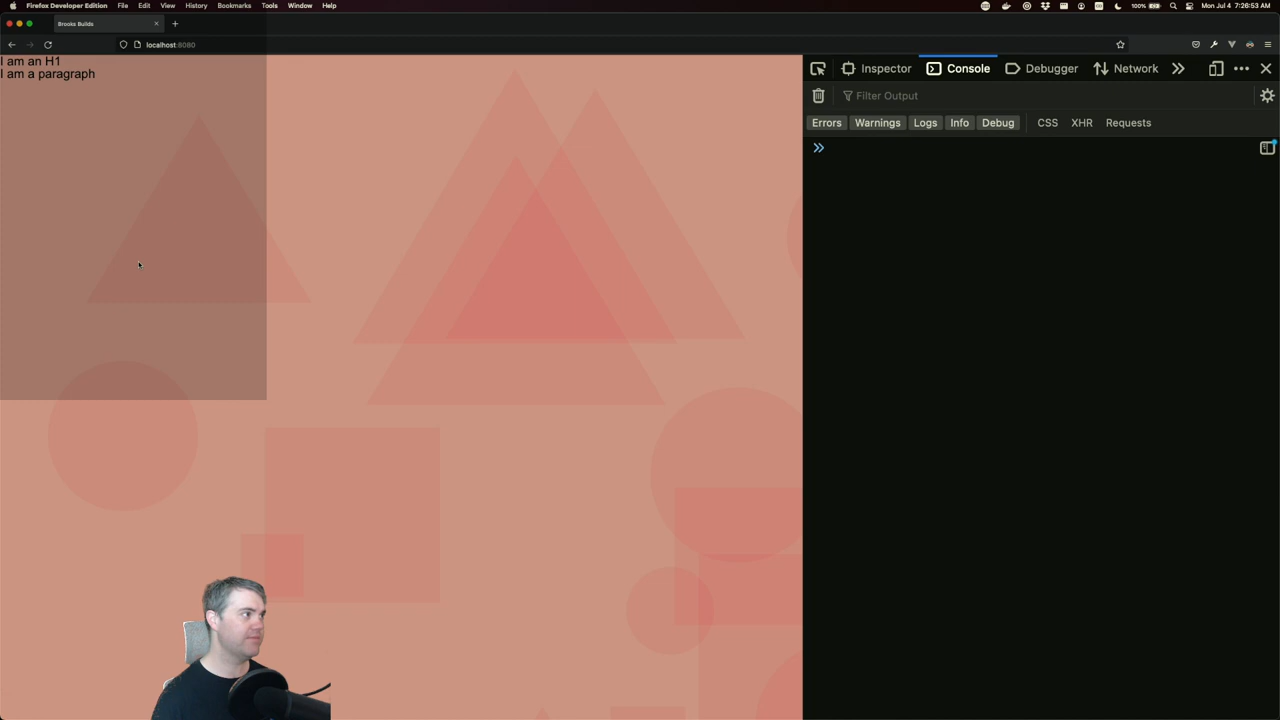 Firefox Developer Edition File Edit View History Bookmarks Tools Window Help 100% Mon Jul 4 7:26:53 AM
Brooks Builds
localhost:8080
I am an H1
I am a paragraph
Inspector Console Debugger Network
Filter Output
Errors Warnings Logs Info Debug CSS XHR Requests